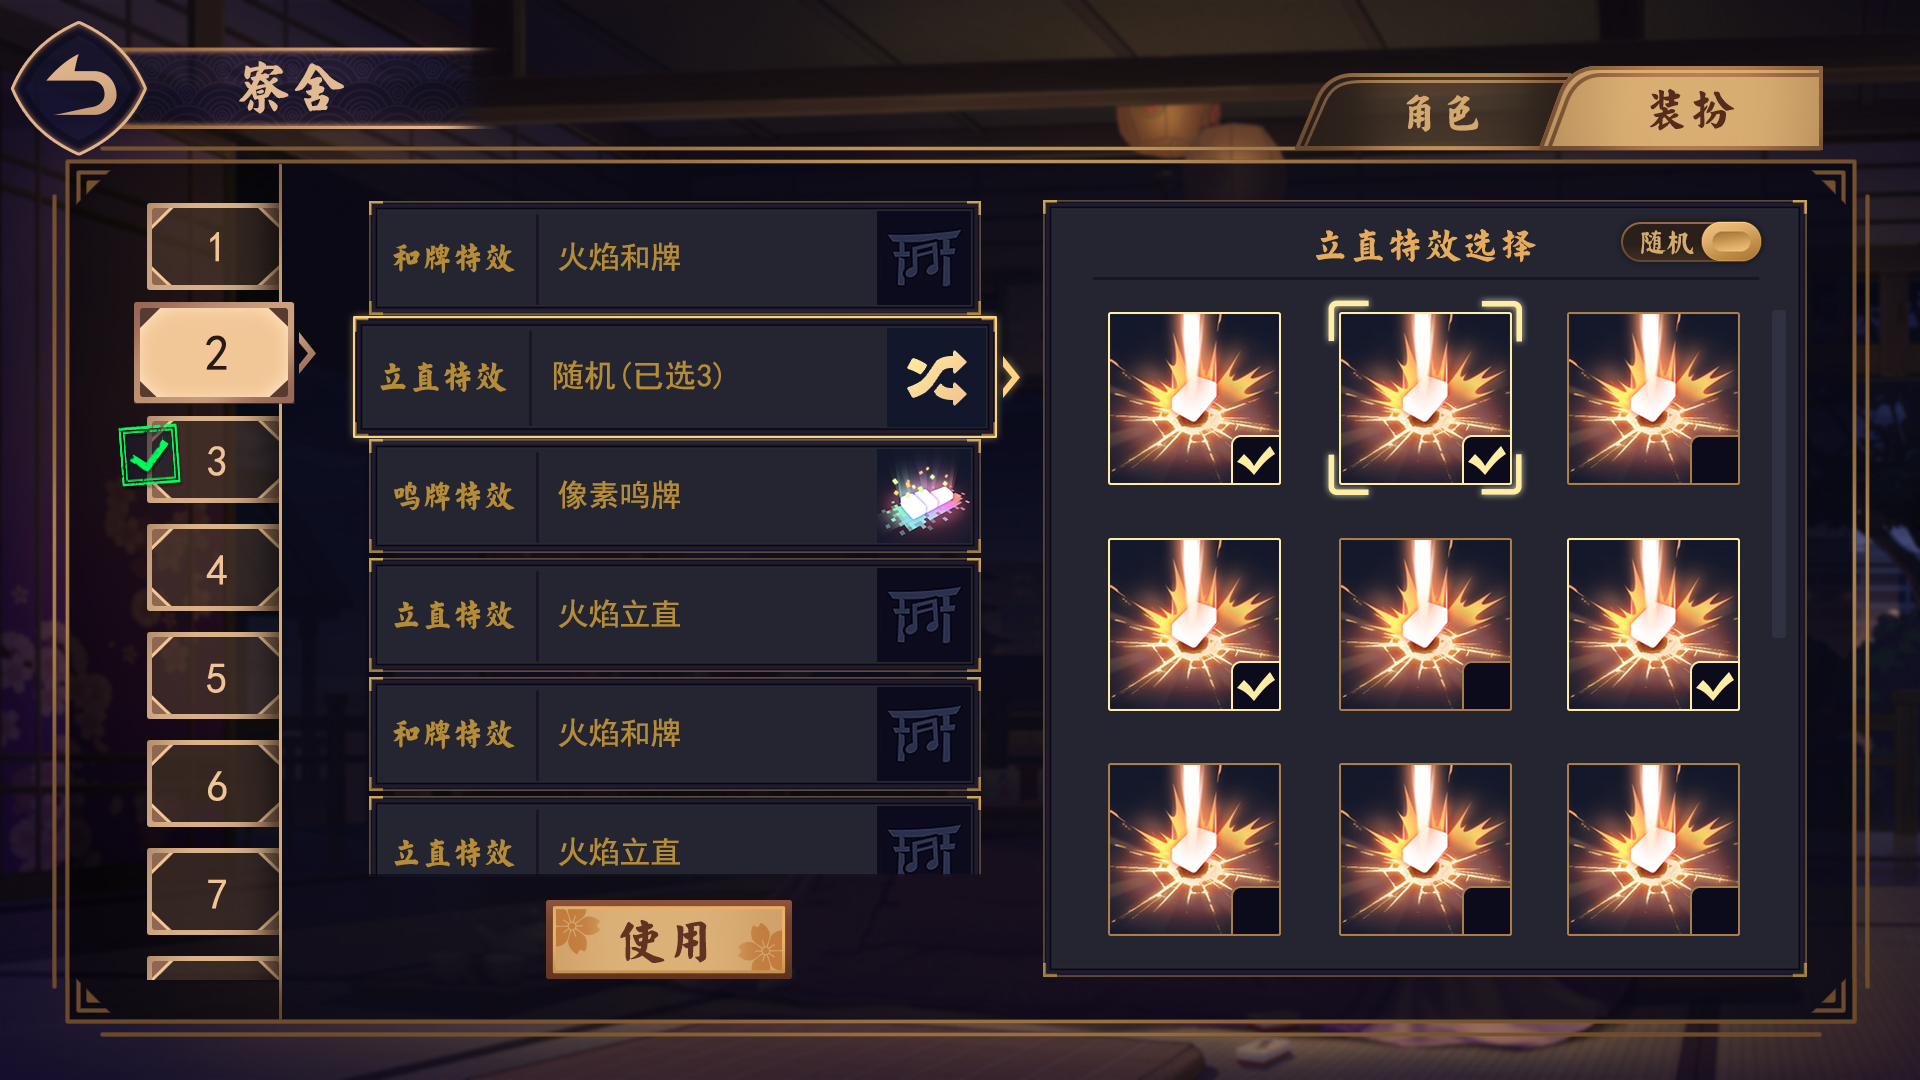 寮舍
角色
装扮
1
2
3
4
5
6
7
和牌特效 火焰和牌
立直特效 随机(已选3)
鸣牌特效 像素鸣牌
立直特效 火焰立直
和牌特效 火焰和牌
立直特效 火焰立直
使用
立直特效选择
随机